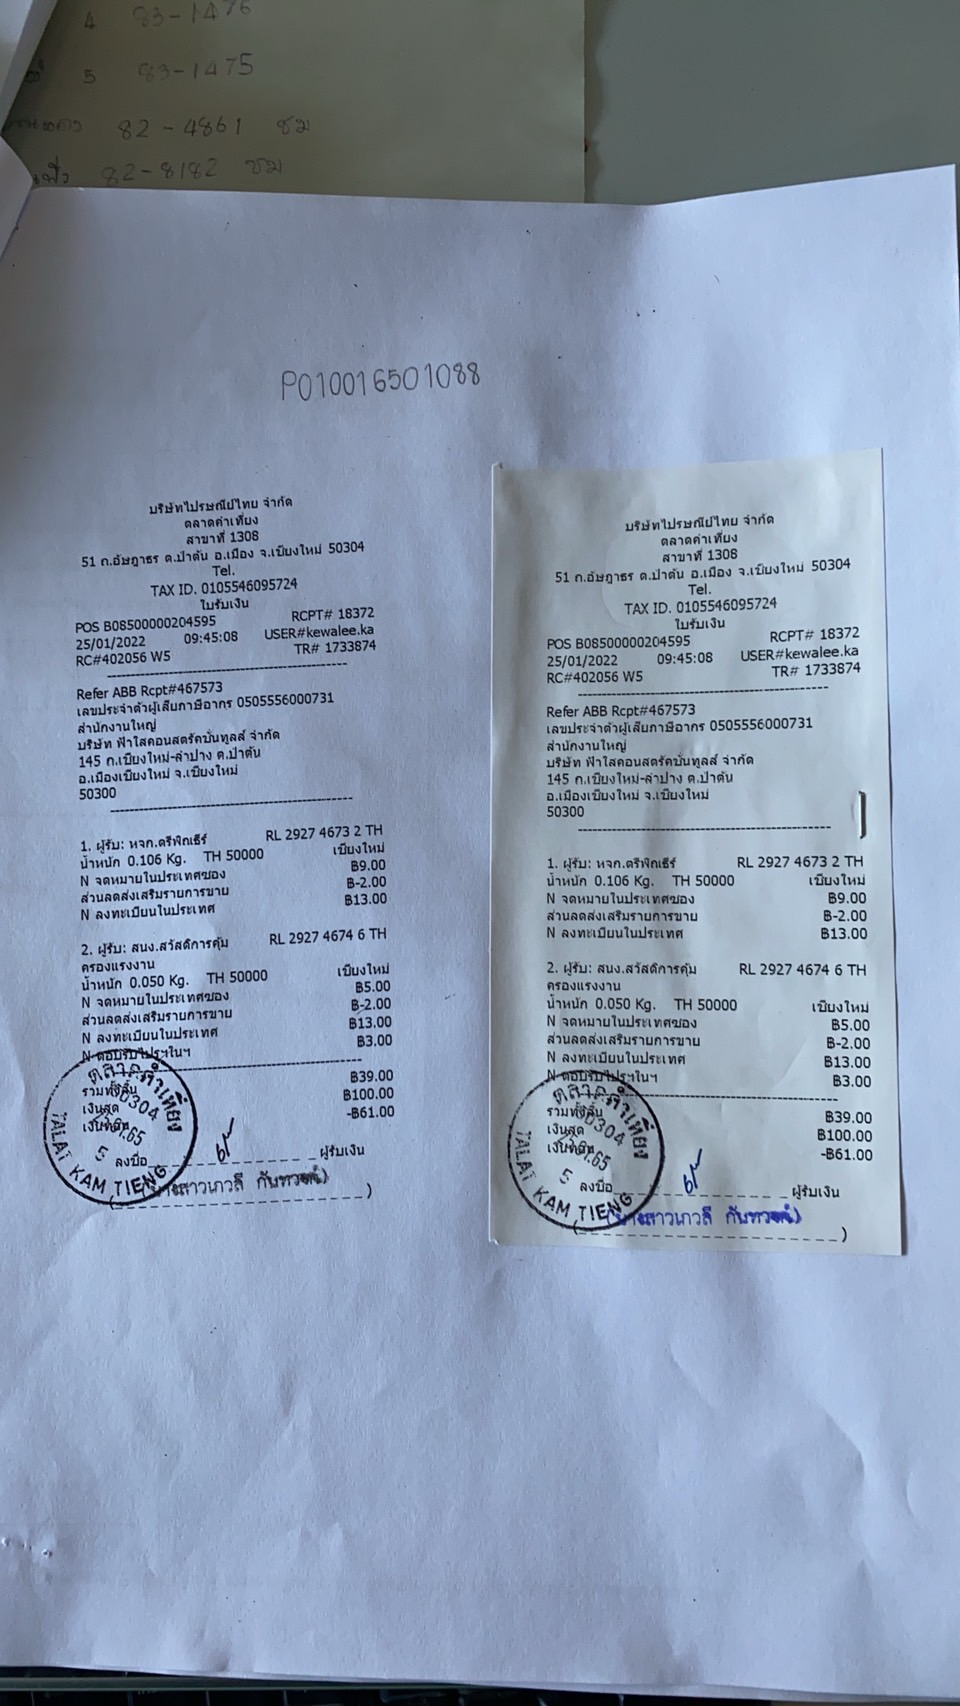 4 83-1476
5 83-1475
82-4861 ชม
82-8182 ชม
P010016501088
บริษัทไปรษณีย์ไทย จำกัด
ตลาดคำเที่ยง
สาขาที่ 1308
51 ถ.อัษฎาธร ต.ป่าตัน อ.เมือง จ.เชียงใหม่ 50304
Tel.
TAX ID. 0105546095724
ใบรับเงิน
POS B08500000204595 RCPT# 18372
25/01/2022 09:45:08 USER#kewalee.ka
RC#402056 W5 TR# 1733874
Refer ABB Rcpt#467573
เลขประจำตัวผู้เสียภาษีอากร 0505556000731
สำนักงานใหญ่
บริษัท ฟ้าใสคอนสตรัคชั่นทูลส์ จำกัด
145 ถ.เชียงใหม่-ลำปาง ต.ป่าตัน
อ.เมืองเชียงใหม่ จ.เชียงใหม่
50300
1. ผู้รับ: หจก.ตรีพิกเธีร์ RL 2927 4673 2 TH
น้ำหนัก 0.106 Kg. TH 50000 เชียงใหม่
N จดหมายในประเทศซอง ฿9.00
ส่วนลดส่งเสริมรายการขาย ฿-2.00
N ลงทะเบียนในประเทศ ฿13.00
2. ผู้รับ: สนง.สวัสดิการคุ้ม RL 2927 4674 6 TH
ครองแรงงาน
น้ำหนัก 0.050 Kg. TH 50000 เชียงใหม่
N จดหมายในประเทศซอง ฿5.00
ส่วนลดส่งเสริมรายการขาย ฿-2.00
N ลงทะเบียนในประเทศ ฿13.00
N ตอบรับไปรฯในฯ ฿3.00
รวมทั้งสิ้น ฿39.00
เงินสด ฿100.00
เงินทอน -฿61.00
ลงชื่อ ผู้รับเงิน
(นางสาวเกวลี กันทวงค์)
ตลาดคำเที่ยง
50304
5
TALAT KAM TIENG
บริษัทไปรษณีย์ไทย จำกัด
ตลาดคำเที่ยง
สาขาที่ 1308
51 ถ.อัษฎาธร ต.ป่าตัน อ.เมือง จ.เชียงใหม่ 50304
Tel.
TAX ID. 0105546095724
ใบรับเงิน
POS B08500000204595 RCPT# 18372
25/01/2022 09:45:08 USER#kewalee.ka
RC#402056 W5 TR# 1733874
Refer ABB Rcpt#467573
เลขประจำตัวผู้เสียภาษีอากร 0505556000731
สำนักงานใหญ่
บริษัท ฟ้าใสคอนสตรัคชั่นทูลส์ จำกัด
145 ถ.เชียงใหม่-ลำปาง ต.ป่าตัน
อ.เมืองเชียงใหม่ จ.เชียงใหม่
50300
1. ผู้รับ: หจก.ตรีพิกเธีร์ RL 2927 4673 2 TH
น้ำหนัก 0.106 Kg. TH 50000 เชียงใหม่
N จดหมายในประเทศซอง ฿9.00
ส่วนลดส่งเสริมรายการขาย ฿-2.00
N ลงทะเบียนในประเทศ ฿13.00
2. ผู้รับ: สนง.สวัสดิการคุ้ม RL 2927 4674 6 TH
ครองแรงงาน
น้ำหนัก 0.050 Kg. TH 50000 เชียงใหม่
N จดหมายในประเทศซอง ฿5.00
ส่วนลดส่งเสริมรายการขาย ฿-2.00
N ลงทะเบียนในประเทศ ฿13.00
N ตอบรับไปรฯในฯ ฿3.00
รวมทั้งสิ้น ฿39.00
เงินสด ฿100.00
เงินทอน -฿61.00
ลงชื่อ ผู้รับเงิน
(นางสาวเกวลี กันทวงค์)
ตลาดคำเที่ยง
50304
5
TALAT KAM TIENG